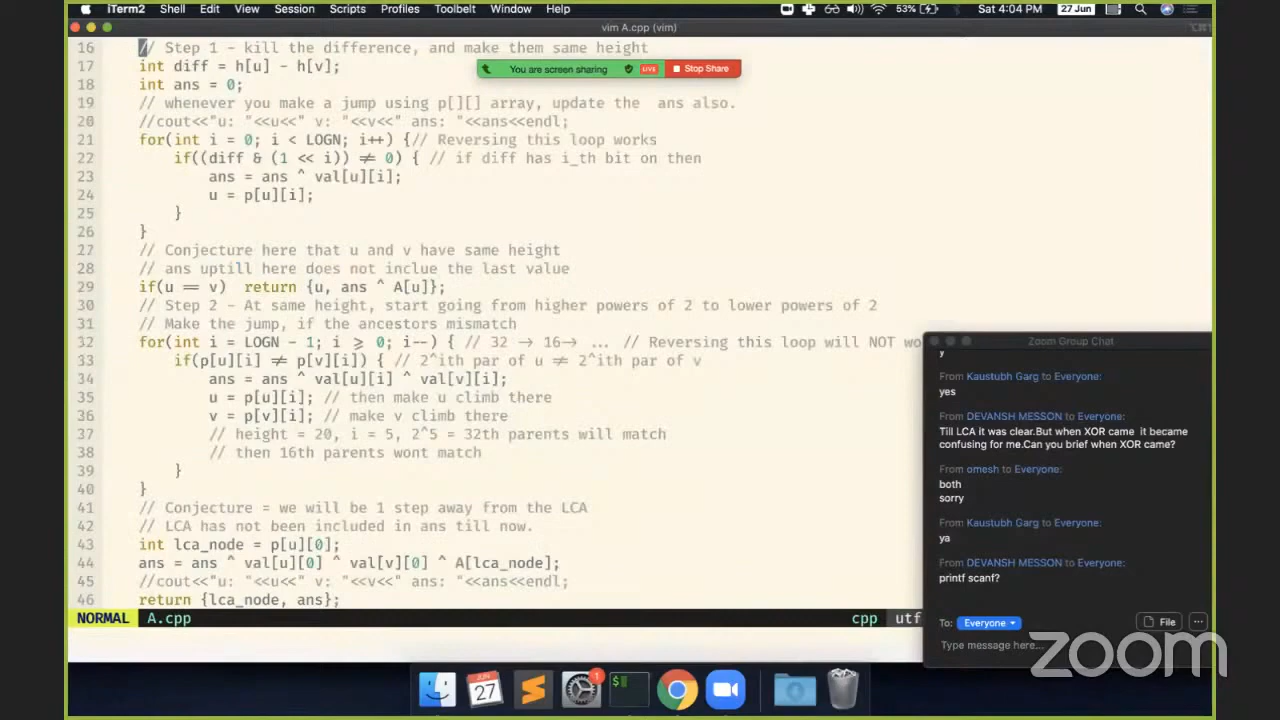 iTerm2 Shell Edit View Session Scripts Profiles Toolbelt Window Help 53% Sat 4:04 PM 27 Jun
vim A.cpp (vim)
You are screen sharing LIVE Stop Share
16 // Step 1 - kill the difference, and make them same height
17 int diff = h[u] - h[v];
18 int ans = 0;
19 // whenever you make a jump using p[][] array, update the ans also.
20 //cout<<"u: "<<u<<" v: "<<v<<" ans: "<<ans<<endl;
21 for(int i = 0; i < LOGN; i++) {// Reversing this loop works
22 if((diff & (1 << i)) ≠ 0) { // if diff has i_th bit on then
23 ans = ans ^ val[u][i];
24 u = p[u][i];
25 }
26 }
27 // Conjecture here that u and v have same height
28 // ans uptill here does not inclue the last value
29 if(u == v) return {u, ans ^ A[u]};
30 // Step 2 - At same height, start going from higher powers of 2 to lower powers of 2
31 // Make the jump, if the ancestors mismatch
32 for(int i = LOGN - 1; i ⩾ 0; i--) { // 32 → 16→ ... // Reversing this loop will NOT wo
33 if(p[u][i] ≠ p[v][i]) { // 2^ith par of u ≠ 2^ith par of v
34 ans = ans ^ val[u][i] ^ val[v][i];
35 u = p[u][i]; // then make u climb there
36 v = p[v][i]; // make v climb there
37 // height = 20, i = 5, 2^5 = 32th parents will match
38 // then 16th parents wont match
39 }
40 }
41 // Conjecture = we will be 1 step away from the LCA
42 // LCA has not been included in ans till now.
43 int lca_node = p[u][0];
44 ans = ans ^ val[u][0] ^ val[v][0] ^ A[lca_node];
45 //cout<<"u: "<<u<<" v: "<<v<<" ans: "<<ans<<endl;
46 return {lca_node, ans};
NORMAL A.cpp cpp utf
Zoom Group Chat
y
From Kaustubh Garg to Everyone:
yes
From DEVANSH MESSON to Everyone:
Till LCA it was clear.But when XOR came it became
confusing for me.Can you brief when XOR came?
From omesh to Everyone:
both
sorry
From Kaustubh Garg to Everyone:
ya
From DEVANSH MESSON to Everyone:
printf scanf?
To: Everyone File ...
Type message here...
zoom
JUN
27
1
$